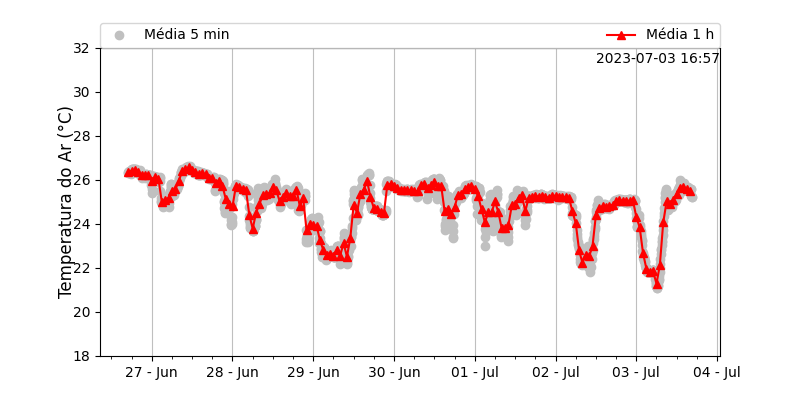 Média 5 min
Média 1 h
2023-07-03 16:57
Temperatura do Ar (°C)
32
30
28
26
24
22
20
18
27 - Jun
28 - Jun
29 - Jun
30 - Jun
01 - Jul
02 - Jul
03 - Jul
04 - Jul